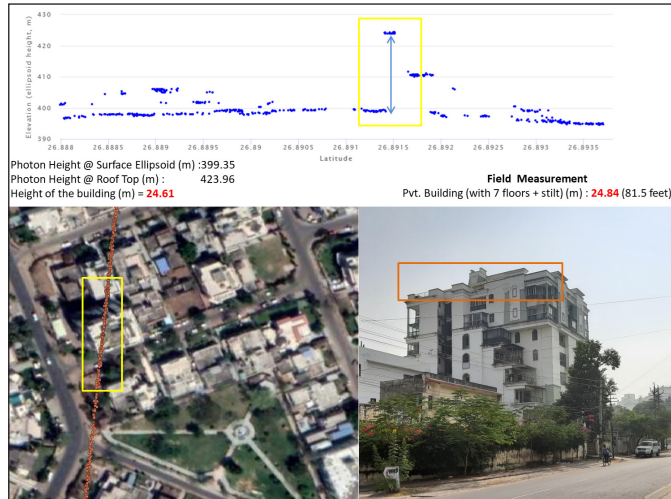 430
420
410
400
390
Elevation (ellipsoid height, m)
26.888 26.8885 26.889 26.8895 26.89 26.8905 26.891 26.8915 26.892 26.8925 26.893 26.8935
Latitude
Photon Height @ Surface Ellipsoid (m) :399.35
Photon Height @ Roof Top (m) : 423.96
Height of the building (m) = 24.61
Field Measurement
Pvt. Building (with 7 floors + stilt) (m) : 24.84 (81.5 feet)